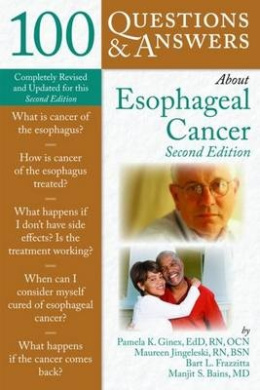 100 QUESTIONS
& ANSWERS
About
Esophageal
Cancer
Second Edition
Completely Revised
and Updated for this
Second Edition
What is cancer of
the esophagus?
How is cancer
of the esophagus
treated?
What happens if
I don't have side
effects? Is the
treatment working?
When can I
consider myself
cured of esophageal
cancer?
What happens
if the cancer
comes back?
by
Pamela K. Ginex, EdD, RN, OCN
Maureen Jingeleski, RN, BSN
Bart L. Frazzitta
Manjit S. Bains, MD